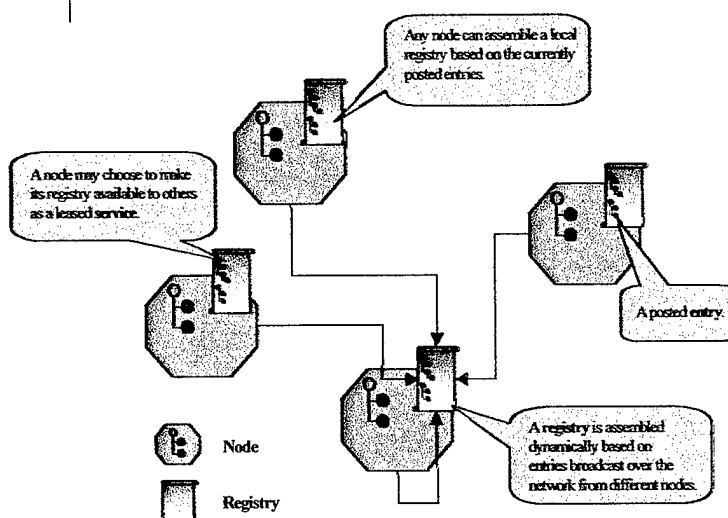 Any node can assemble a local
registry based on the currently
posted entries.
A node may choose to make
its registry available to others
as a leased service.
A posted entry.
A registry is assembled
dynamically based on
entries broadcast over the
network from different nodes.
Node
Registry